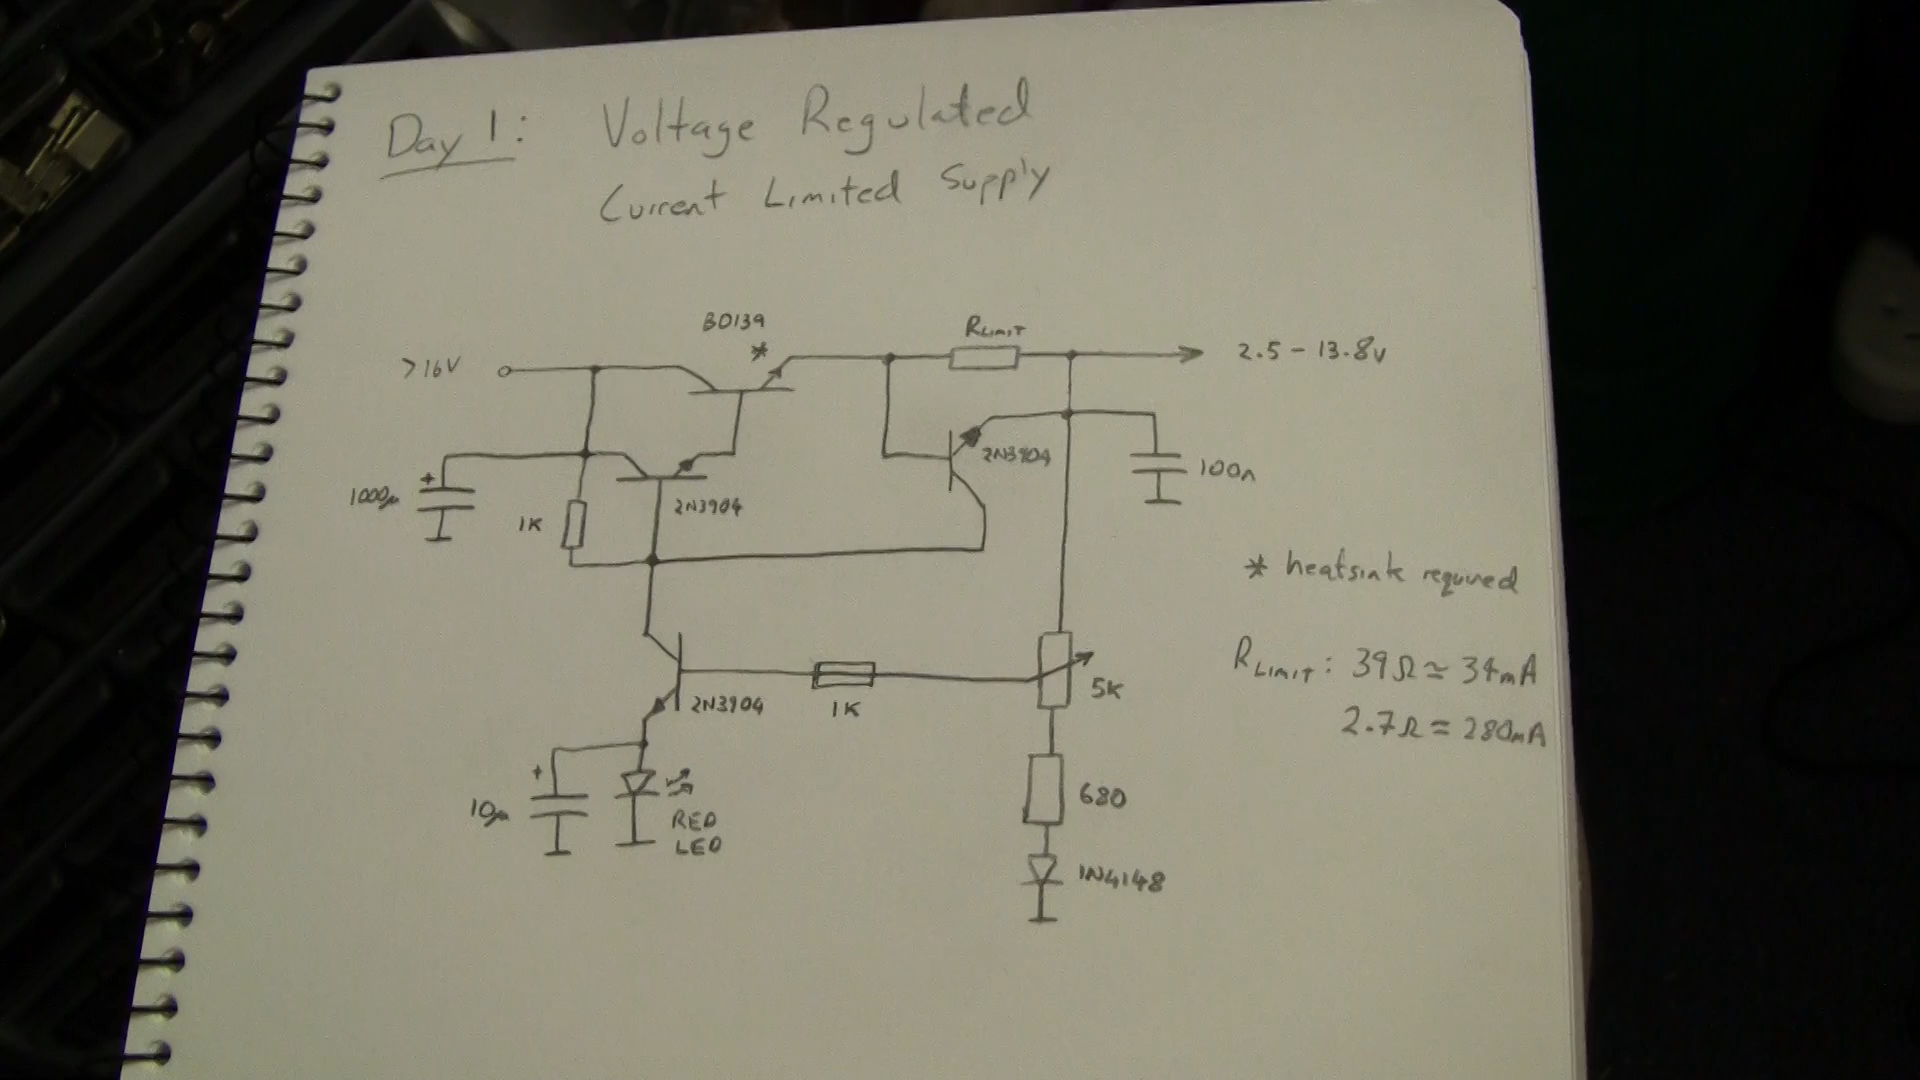 Day 1: Voltage Regulated
Current Limited Supply
BD139
*
RLIMIT
>16V
2.5 - 13.8v
+
1000µ
1K
2N3904
2N3904
100n
* heatsink required
RLIMIT: 39Ω ≃ 34mA
2.7Ω ≃ 280mA
2N3904
1K
5K
+
10µ
RED
LED
680
1N4148